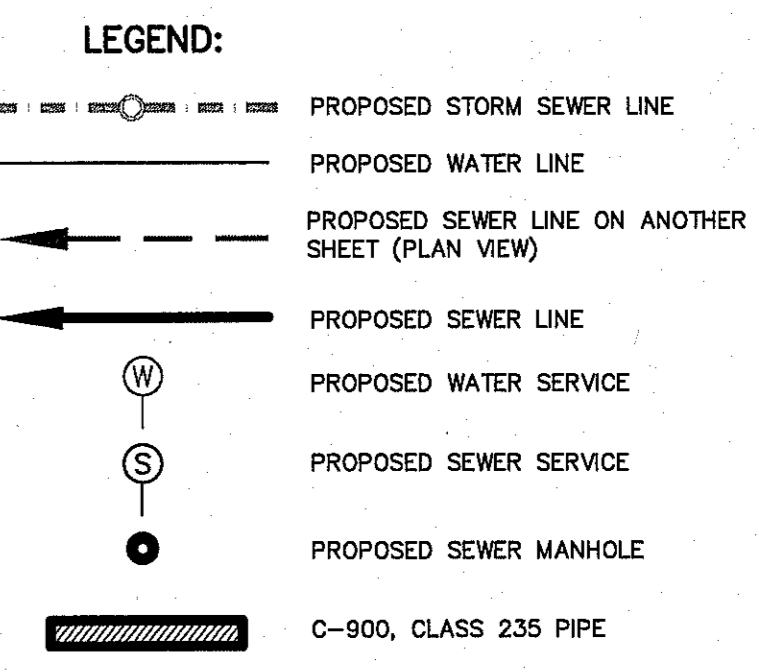 LEGEND:
PROPOSED STORM SEWER LINE
PROPOSED WATER LINE
PROPOSED SEWER LINE ON ANOTHER
SHEET (PLAN VIEW)
PROPOSED SEWER LINE
W PROPOSED WATER SERVICE
S PROPOSED SEWER SERVICE
PROPOSED SEWER MANHOLE
C-900, CLASS 235 PIPE